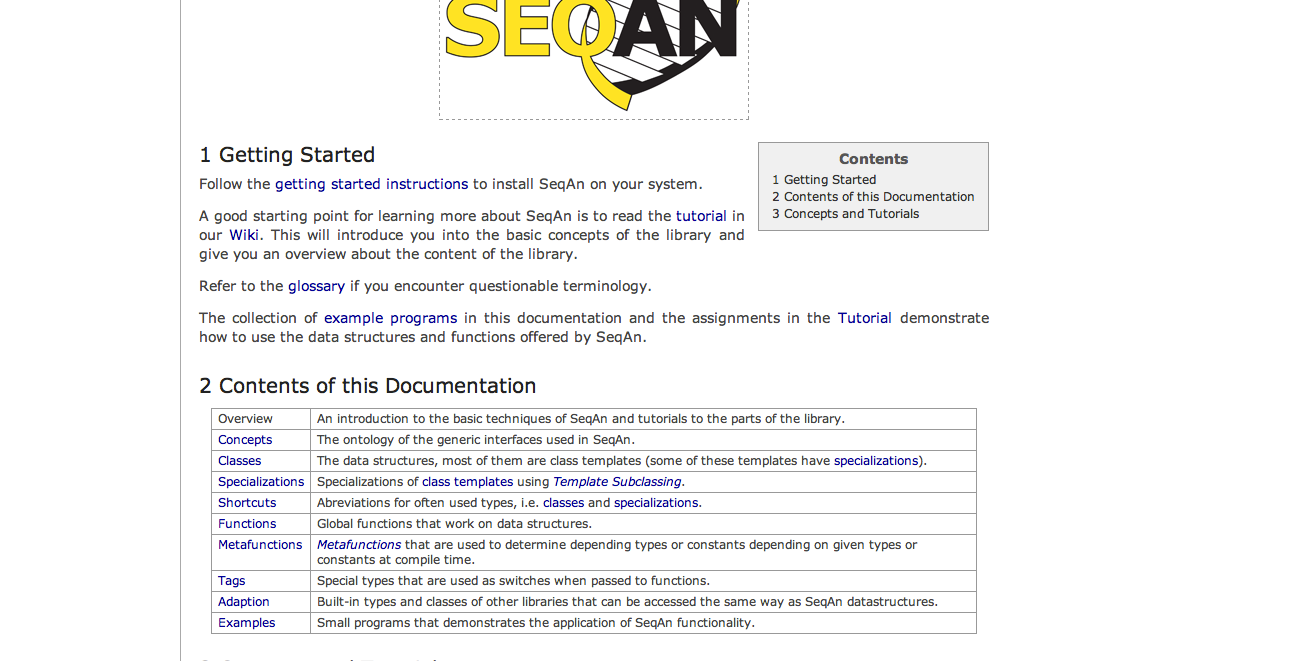 SEQAN
1 Getting Started
Follow the getting started instructions to install SeqAn on your system.
A good starting point for learning more about SeqAn is to read the tutorial in
our Wiki. This will introduce you into the basic concepts of the library and
give you an overview about the content of the library.
Refer to the glossary if you encounter questionable terminology.
The collection of example programs in this documentation and the assignments in the Tutorial demonstrate
how to use the data structures and functions offered by SeqAn.
Contents
1 Getting Started
2 Contents of this Documentation
3 Concepts and Tutorials
2 Contents of this Documentation
Overview An introduction to the basic techniques of SeqAn and tutorials to the parts of the library.
Concepts The ontology of the generic interfaces used in SeqAn.
Classes The data structures, most of them are class templates (some of these templates have specializations).
Specializations Specializations of class templates using Template Subclassing.
Shortcuts Abreviations for often used types, i.e. classes and specializations.
Functions Global functions that work on data structures.
Metafunctions Metafunctions that are used to determine depending types or constants depending on given types or
constants at compile time.
Tags Special types that are used as switches when passed to functions.
Adaption Built-in types and classes of other libraries that can be accessed the same way as SeqAn datastructures.
Examples Small programs that demonstrates the application of SeqAn functionality.